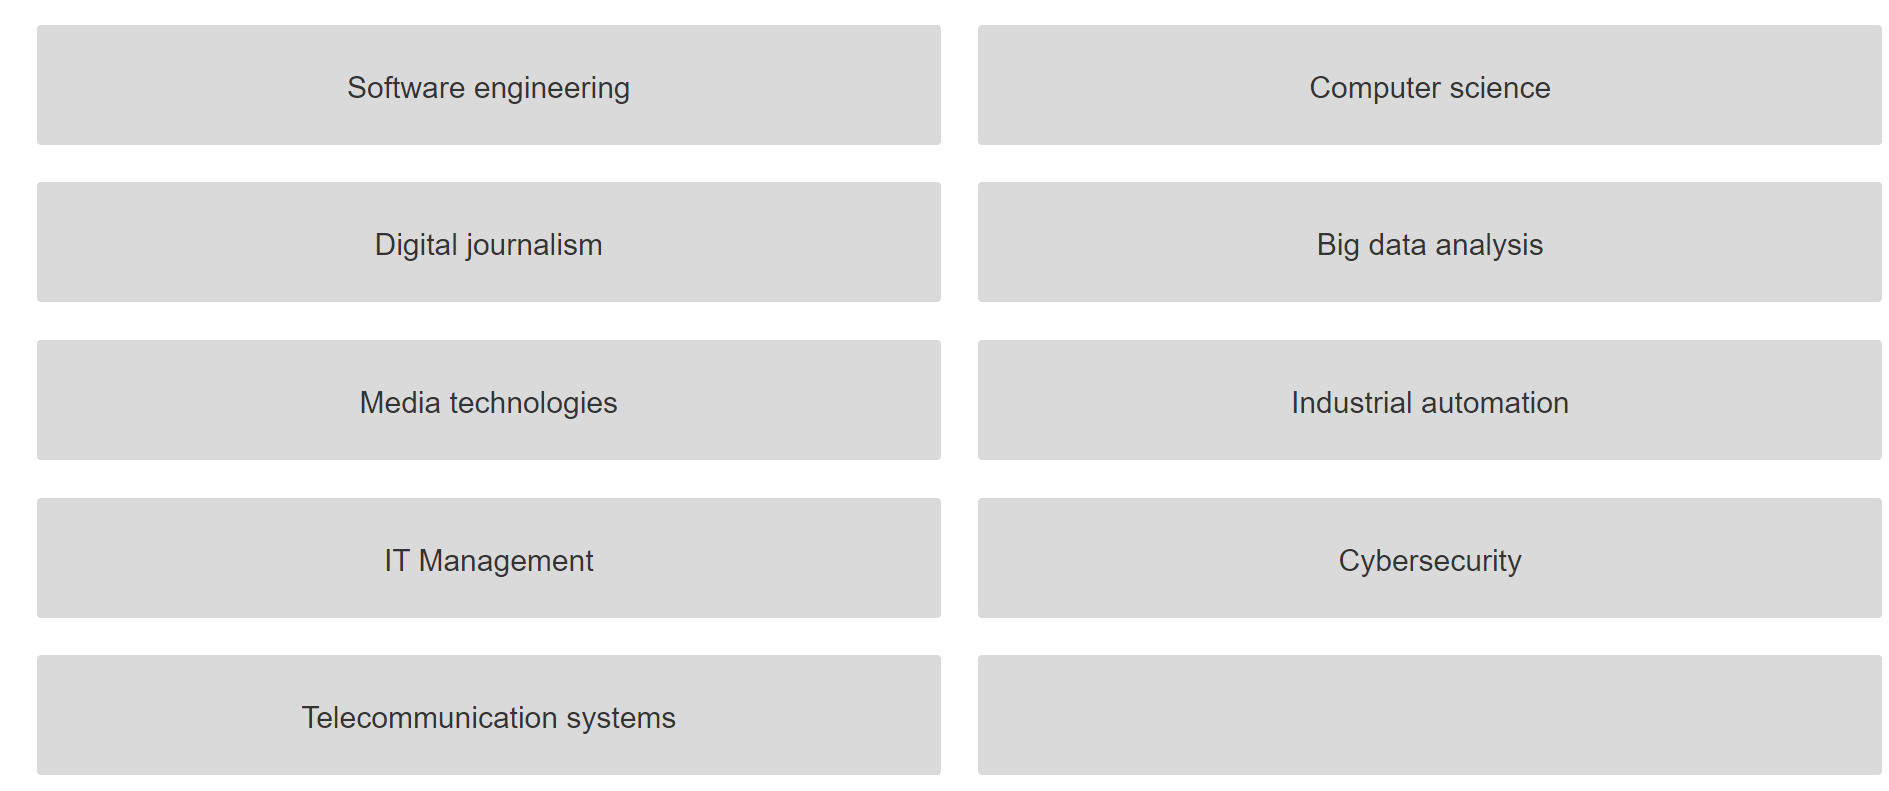 Software engineering
Computer science
Digital journalism
Big data analysis
Media technologies
Industrial automation
IT Management
Cybersecurity
Telecommunication systems